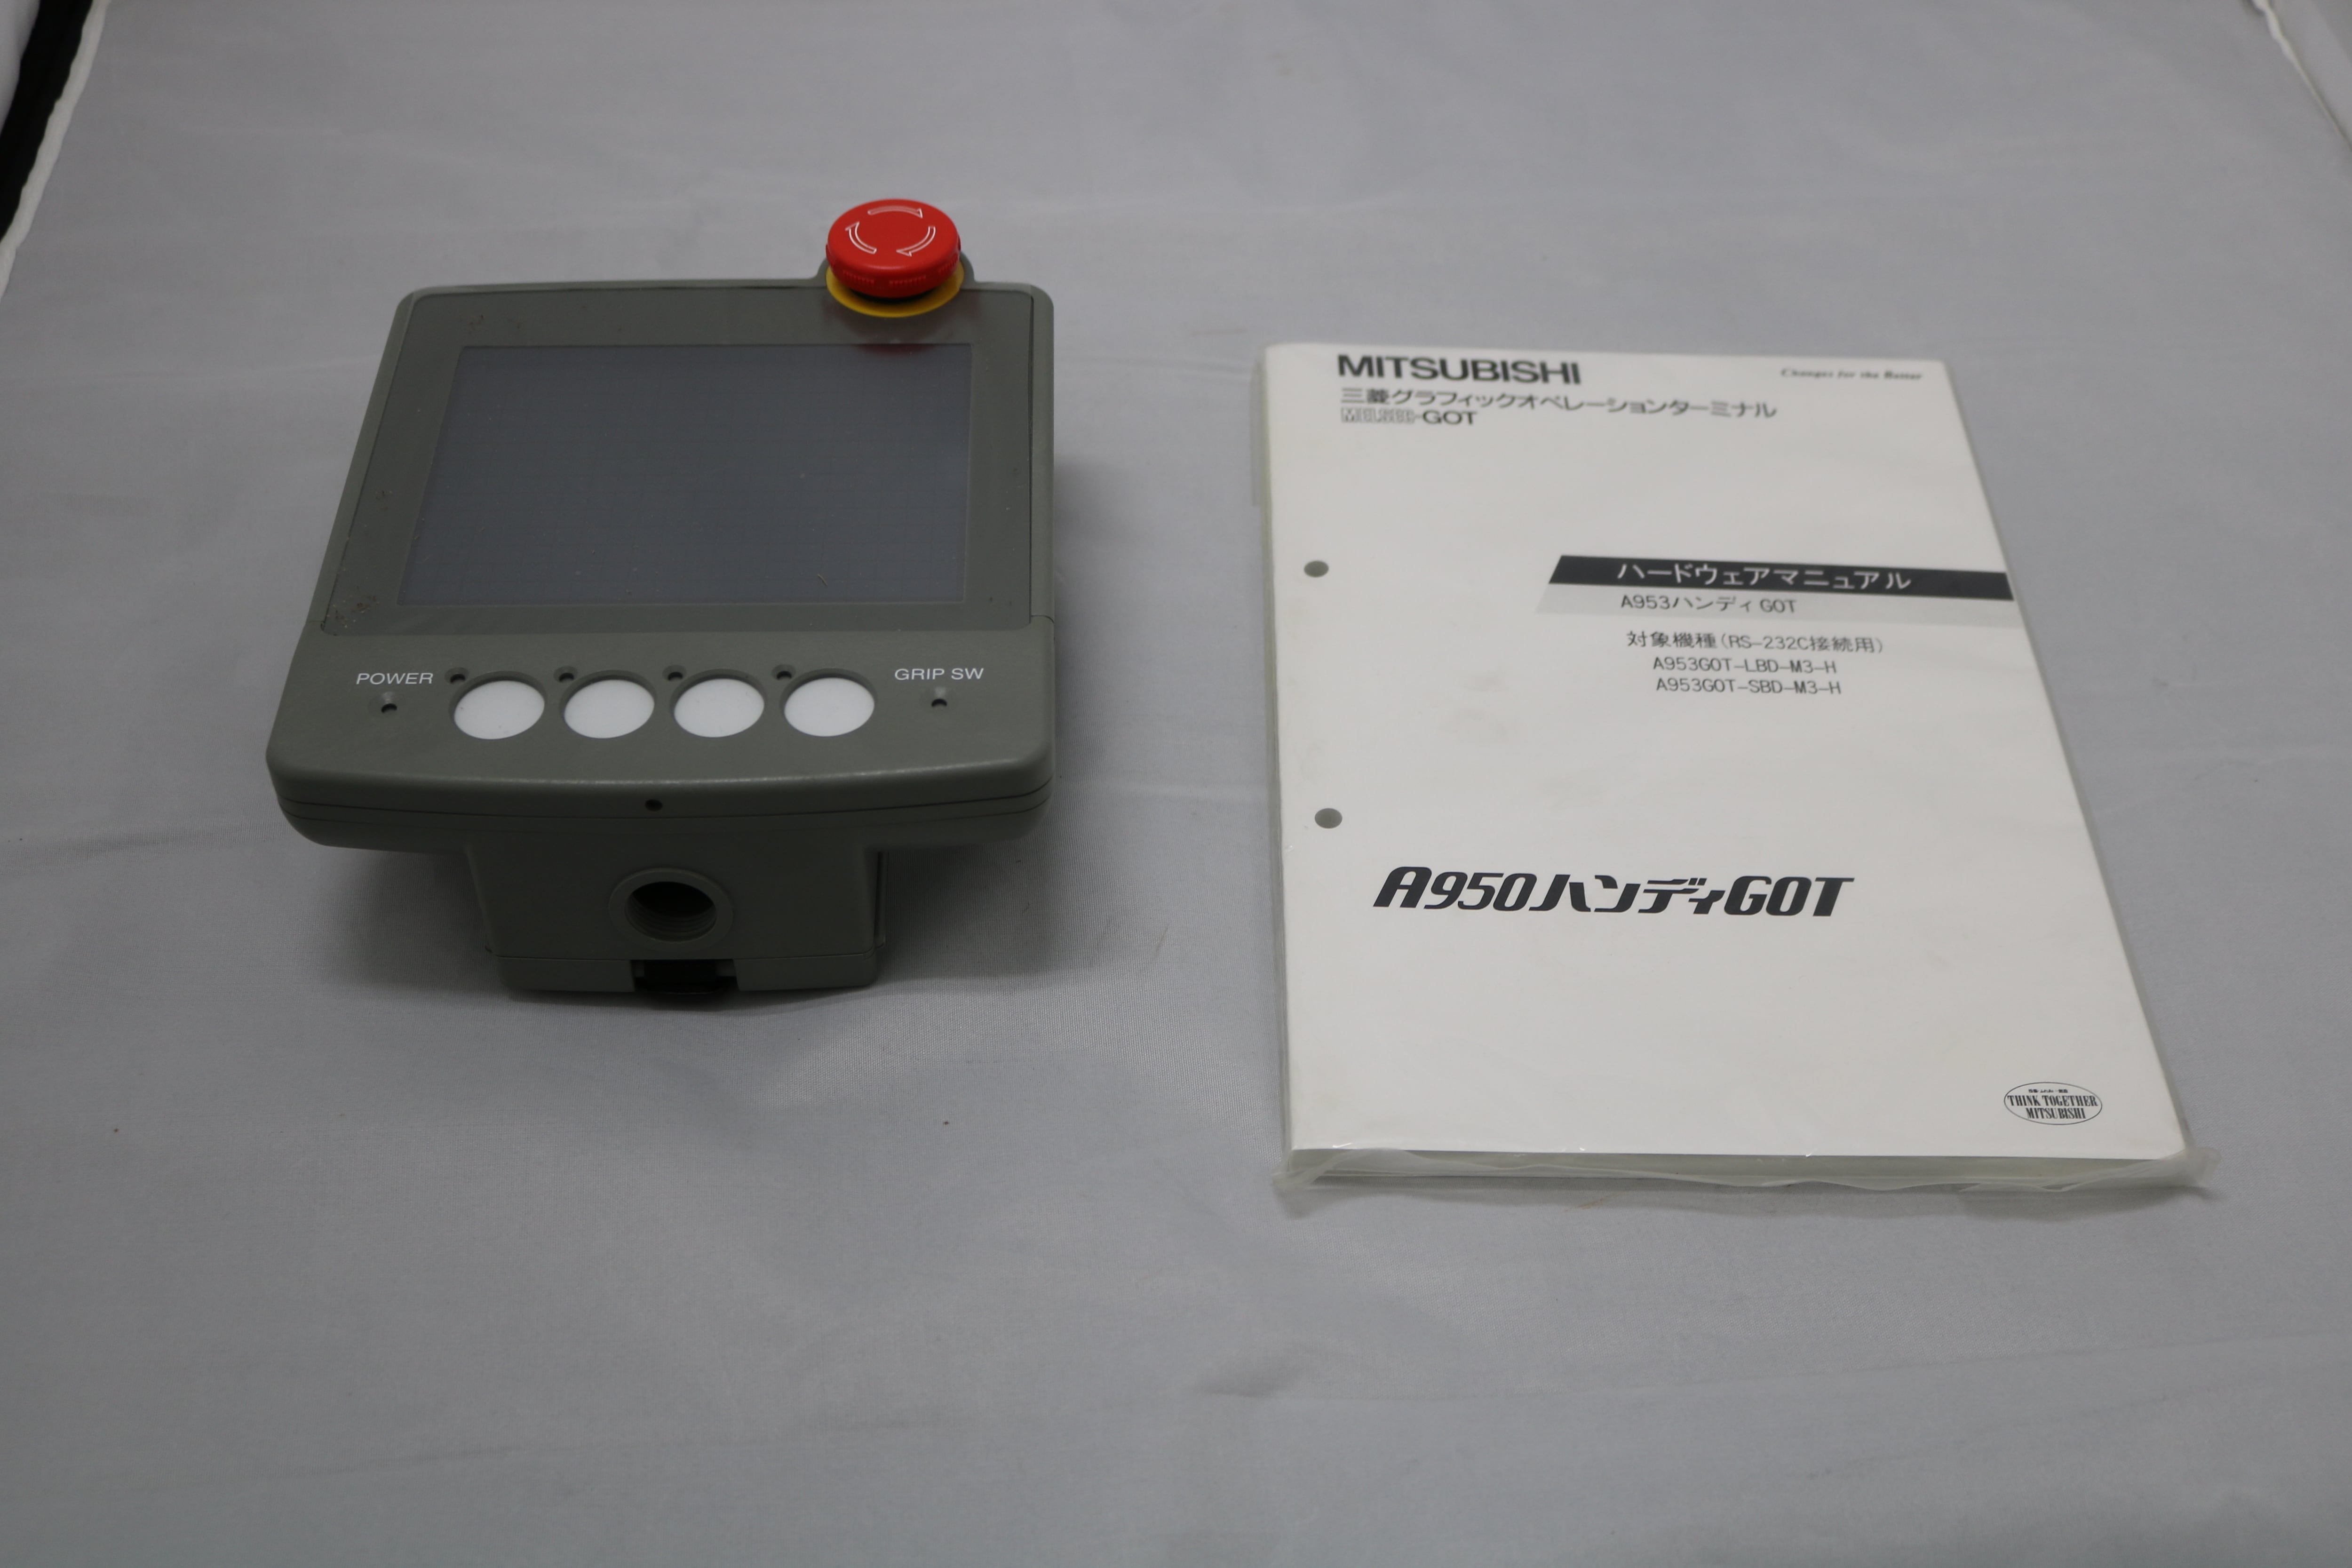 POWER
GRIP SW
MITSUBISHI
Changes for the Better
三菱グラフィックオペレーションターミナル
MELSEC-GOT
ハードウェアマニュアル
A953ハンディGOT
対象機種(RS-232C接続用)
A953GOT-LBD-M3-H
A953GOT-SBD-M3-H
A950ハンディGOT
THINK TOGETHER
MITSUBISHI